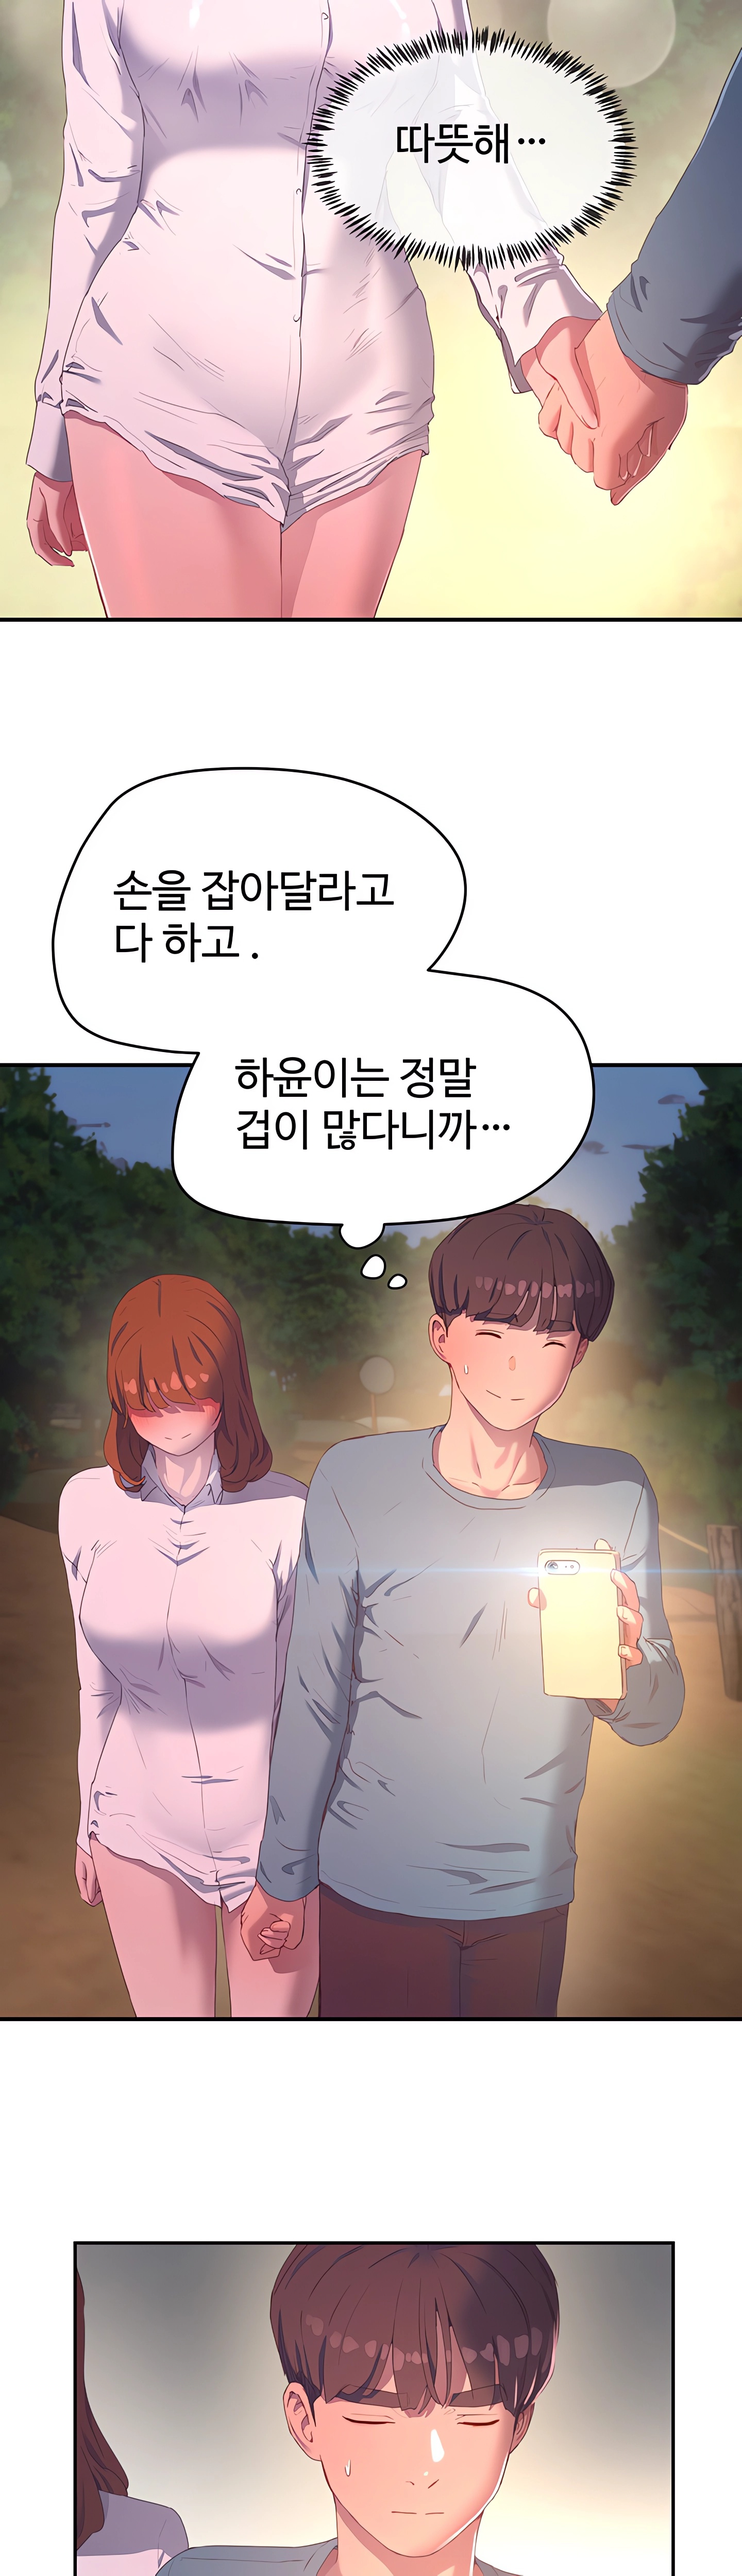 따뜻해…
손을 잡아달라고
다 하고.
하윤이는 정말
겁이 많다니까…